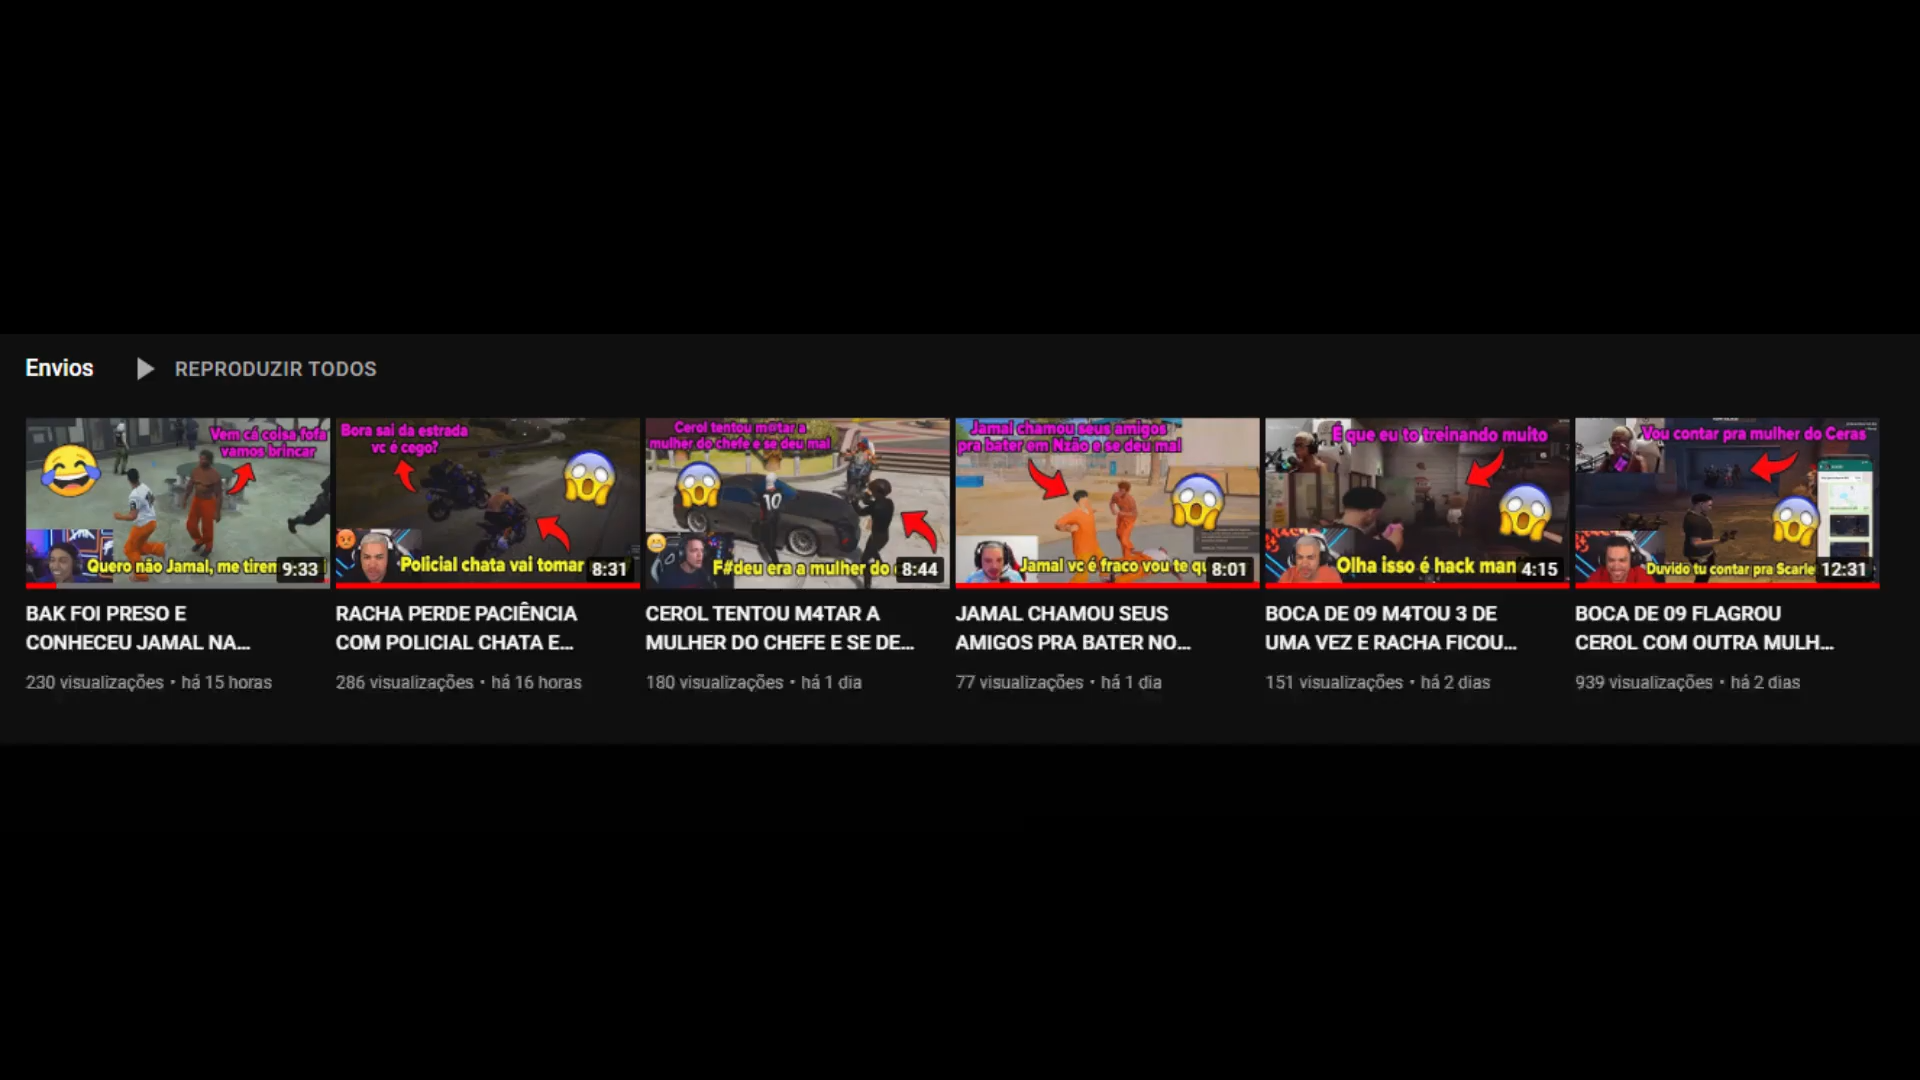 Envios
REPRODUZIR TODOS
Vem cá coisa fofa
vamos brincar
Quero não Jamal, me tiren
9:33
BAK FOI PRESO E
CONHECEU JAMAL NA...
230 visualizações • há 15 horas
Bora sai da estrada
vc é cego?
Policial chata vai tomar
8:31
RACHA PERDE PACIÊNCIA
COM POLICIAL CHATA E...
286 visualizações • há 16 horas
Cerol tentou m@tar a
mulher do chefe e se deu mal
10
F#deu era a mulher do
8:44
CEROL TENTOU M4TAR A
MULHER DO CHEFE E SE DE...
180 visualizações • há 1 dia
Jamal chamou seus amigos
pra bater em Nzão e se deu mal
Jamal vc é fraco vou te qu
8:01
JAMAL CHAMOU SEUS
AMIGOS PRA BATER NO...
77 visualizações • há 1 dia
É que eu to treinando muito
Olha isso é hack man
4:15
BOCA DE 09 M4TOU 3 DE
UMA VEZ E RACHA FICOU...
151 visualizações • há 2 dias
Vou contar pra mulher do Ceras
Duvido tu contar pra Scarle
12:31
BOCA DE 09 FLAGROU
CEROL COM OUTRA MULH...
939 visualizações • há 2 dias